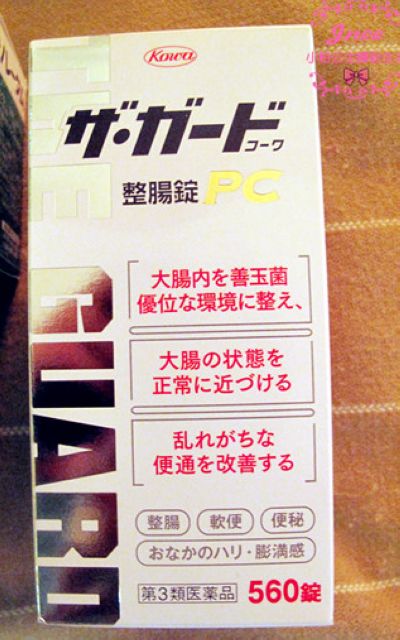 Kowa
ザ・ガード
コーワ
整腸錠 PC
大腸内を善玉菌
優位な環境に整え、
大腸の状態を
正常に近づける
乱れがちな
便通を改善する
整腸 軟便 便秘
おなかのハリ・膨満感
第3類医薬品 560錠
THE GUARD